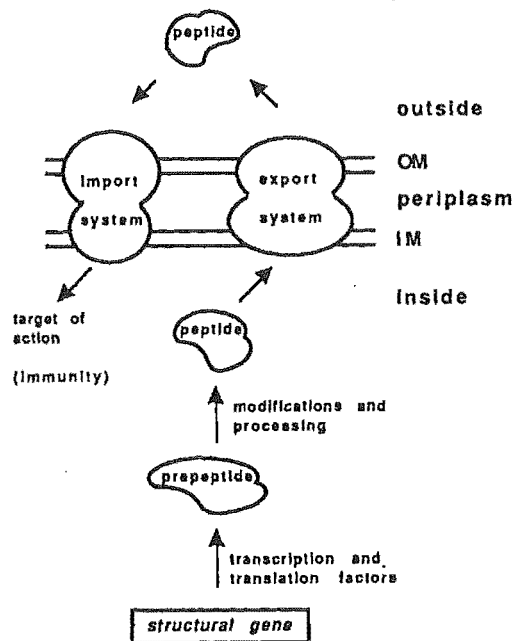 peptide
outside
import
system
export
system
OM
periplasm
IM
inside
target of
action
(immunity)
peptide
modifications and
processing
prepeptide
transcription and
translation factors
structural gene